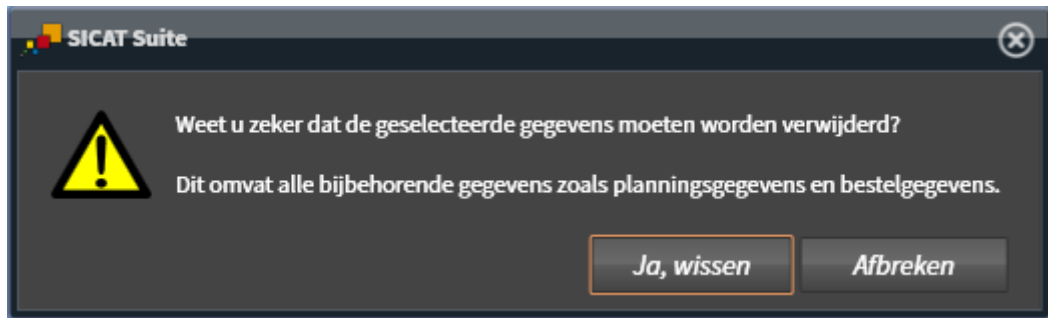 SICAT Suite
Weet u zeker dat de geselecteerde gegevens moeten worden verwijderd?
Dit omvat alle bijbehorende gegevens zoals planningsgegevens en bestelgegevens.
Ja, wissen
Afbreken